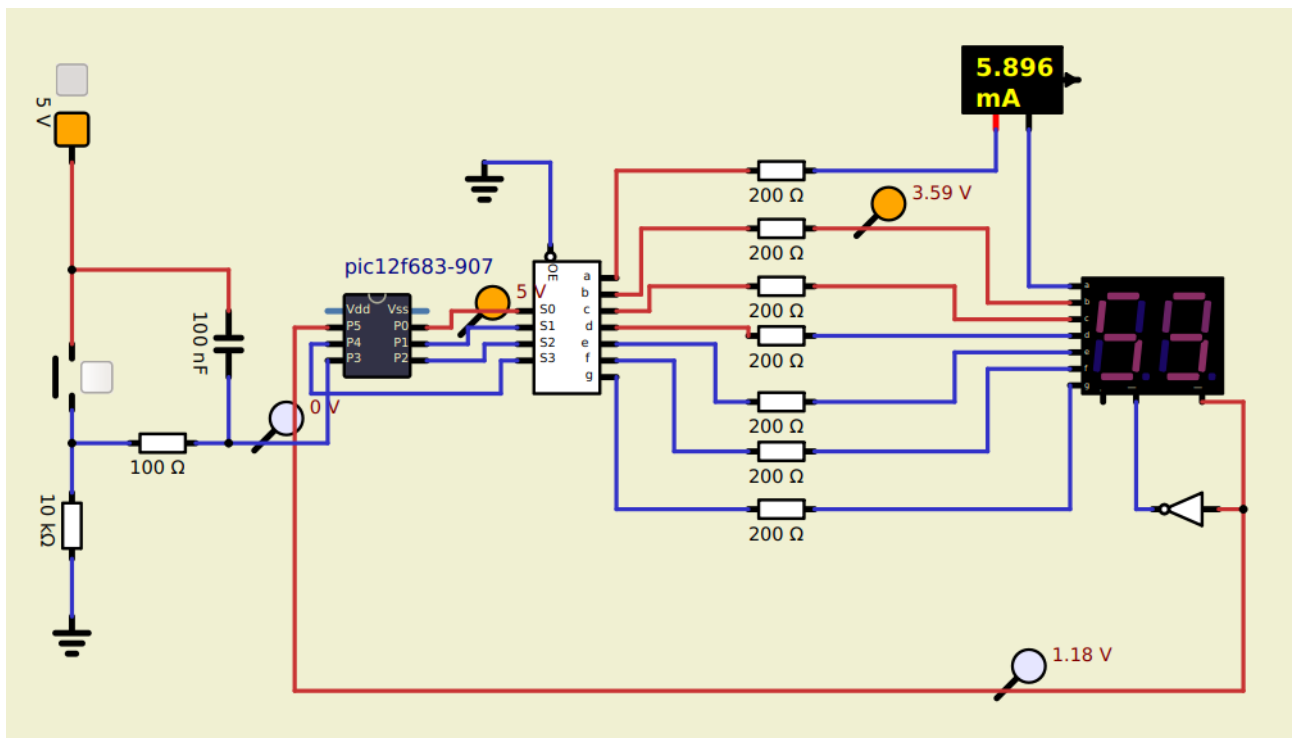 5 V
100 nF
100 Ω
10 kΩ
0 V
pic12f683-907
Vdd Vss
P5 P0
P4 P1
P3 P2
5 V
OE
S0
S1
S2
S3
a
b
c
d
e
f
g
200 Ω
200 Ω
200 Ω
200 Ω
200 Ω
200 Ω
200 Ω
3.59 V
5.896
mA
a
b
c
d
e
f
g
1.18 V